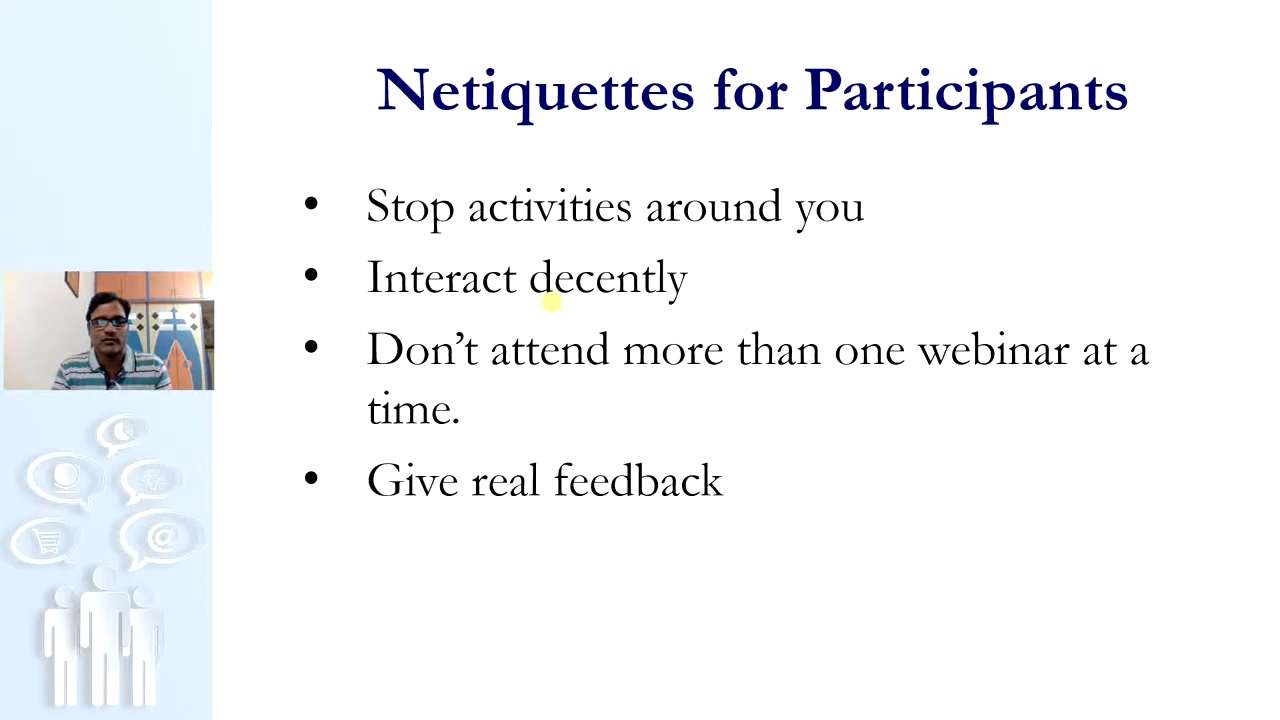 Netiquettes for Participants
• Stop activities around you
• Interact decently
• Don’t attend more than one webinar at a
time.
• Give real feedback
@